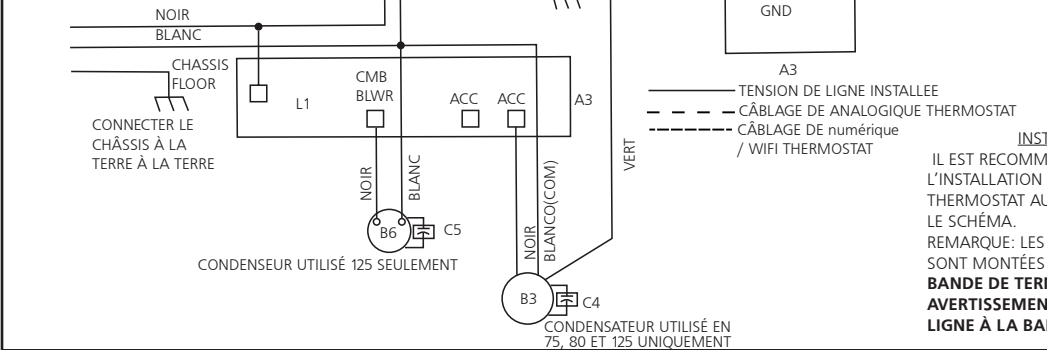 NOIR
BLANC
CHASSIS
FLOOR
CONNECTER LE
CHÂSSIS À LA
TERRE À LA TERRE
L1
CMB
BLWR
ACC
ACC
A3
NOIR
BLANC
B6
C5
CONDENSEUR UTILISÉ 125 SEULEMENT
NOIR
BLANCO(COM)
VERT
B3
C4
CONDENSATEUR UTILISÉ EN
75, 80 ET 125 UNIQUEMENT
GND
A3
TENSION DE LIGNE INSTALLEE
CÂBLAGE DE ANALOGIQUE THERMOSTAT
CÂBLAGE DE numérique
/ WIFI THERMOSTAT
INST
IL EST RECOMM
L'INSTALLATION
THERMOSTAT AU
LE SCHÉMA.
REMARQUE: LES
SONT MONTÉES
BANDE DE TERI
AVERTISSEMEN
LIGNE À LA BA